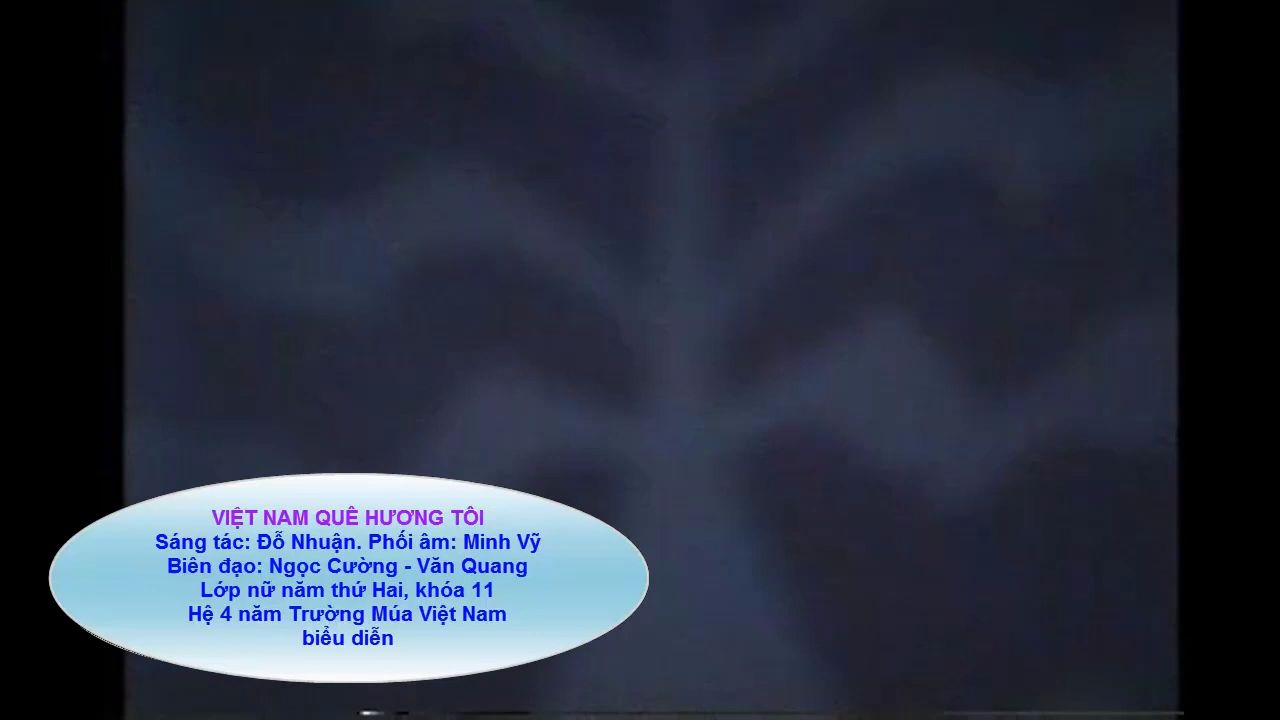 VIỆT NAM QUÊ HƯƠNG TÔI
Sáng tác: Đỗ Nhuận. Phối âm: Minh Vỹ
Biên đạo: Ngọc Cường - Văn Quang
Lớp nữ năm thứ Hai, khóa 11
Hệ 4 năm Trường Múa Việt Nam
biểu diễn